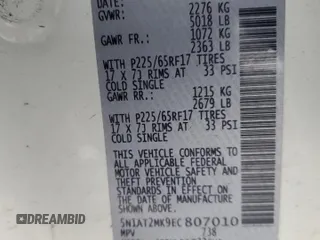 DATE:
GVWR: 2276 KG
5018 LB
GAWR FR: 1072 KG
2363 LB
WITH P225/65RF17 TIRES
17 X 7J RIMS AT 33 PSI
COLD SINGLE
GAWR RR: 1215 KG
2679 LB
WITH P225/65RF17 TIRES
17 X 7J RIMS AT 33 PSI
COLD SINGLE
THIS VEHICLE CONFORMS TO
ALL APPLICABLE FEDERAL
MOTOR VEHICLE SAFETY
AND THEFT PREVENTION
STANDARDS IN EFFECT ON
THE DATE OF MANUFACTURE
SHOWN ABOVE.
5N1AT2MK9EC807010
MPV 738